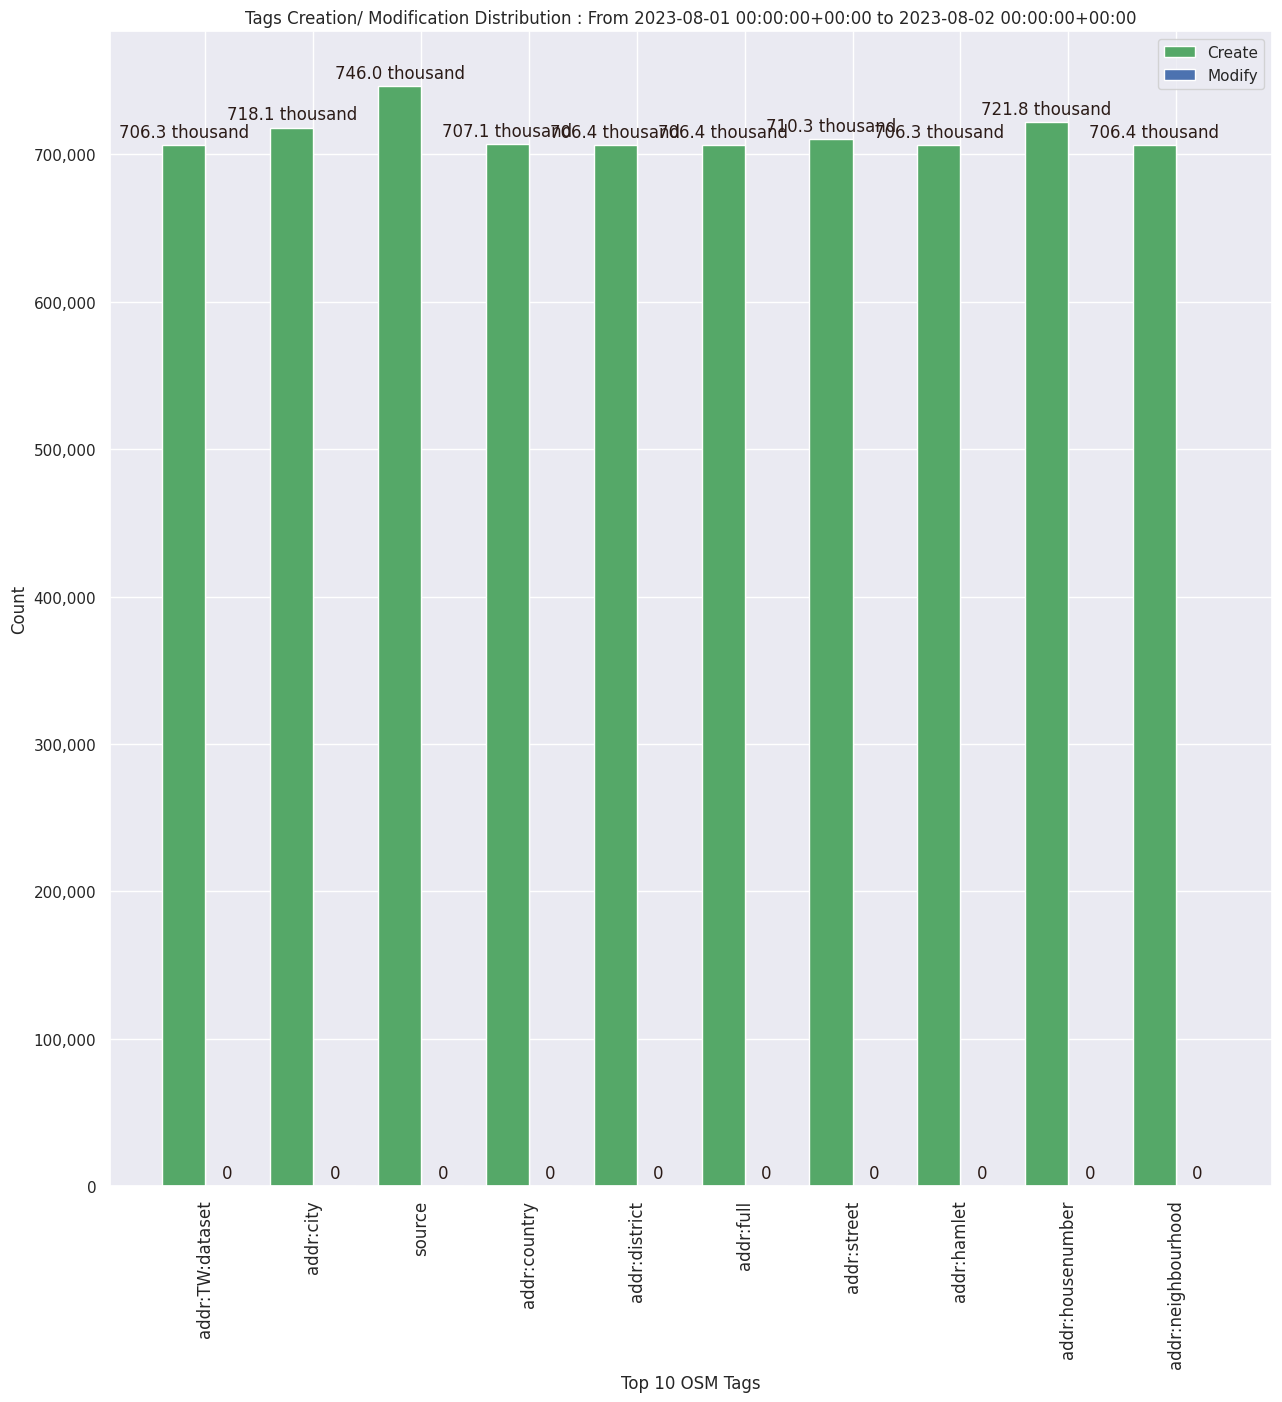 Tags Creation/ Modification Distribution : From 2023-08-01 00:00:00+00:00 to 2023-08-02 00:00:00+00:00
Create
Modify
706.3 thousand
718.1 thousand
746.0 thousand
707.1 thousand
706.4 thousand
706.4 thousand
710.3 thousand
706.3 thousand
721.8 thousand
706.4 thousand
700,000
600,000
500,000
400,000
300,000
200,000
100,000
0
Count
0 0 0 0 0 0 0 0 0 0
addr:TW:dataset
addr:city
source
addr:country
addr:district
addr:full
addr:street
addr:hamlet
addr:housenumber
addr:neighbourhood
Top 10 OSM Tags